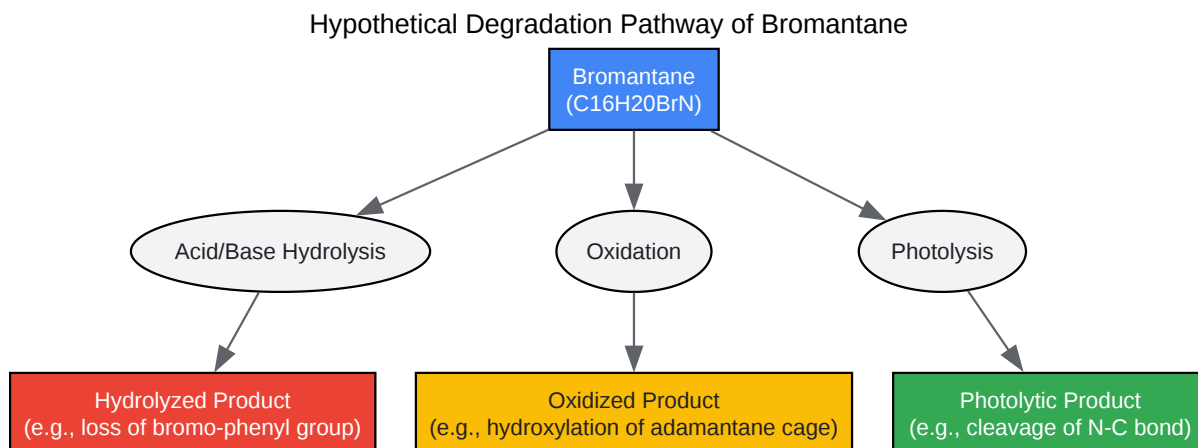 Hypothetical Degradation Pathway of Bromantane
Bromantane
(C16H20BrN)
Acid/Base Hydrolysis
Oxidation
Photolysis
Hydrolyzed Product
(e.g., loss of bromo-phenyl group)
Oxidized Product
(e.g., hydroxylation of adamantane cage)
Photolytic Product
(e.g., cleavage of N-C bond)